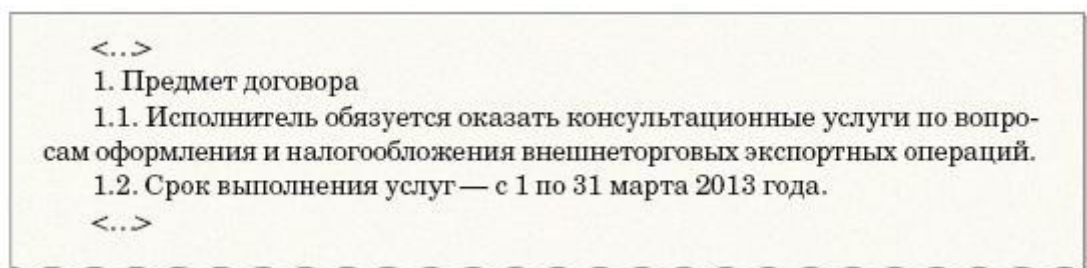 <...>
1. Предмет договора
1.1. Исполнитель обязуется оказать консультационные услуги по вопро-
сам оформления и налогообложения внешнеторговых экспортных операций.
1.2. Срок выполнения услуг — с 1 по 31 марта 2013 года.
<...>